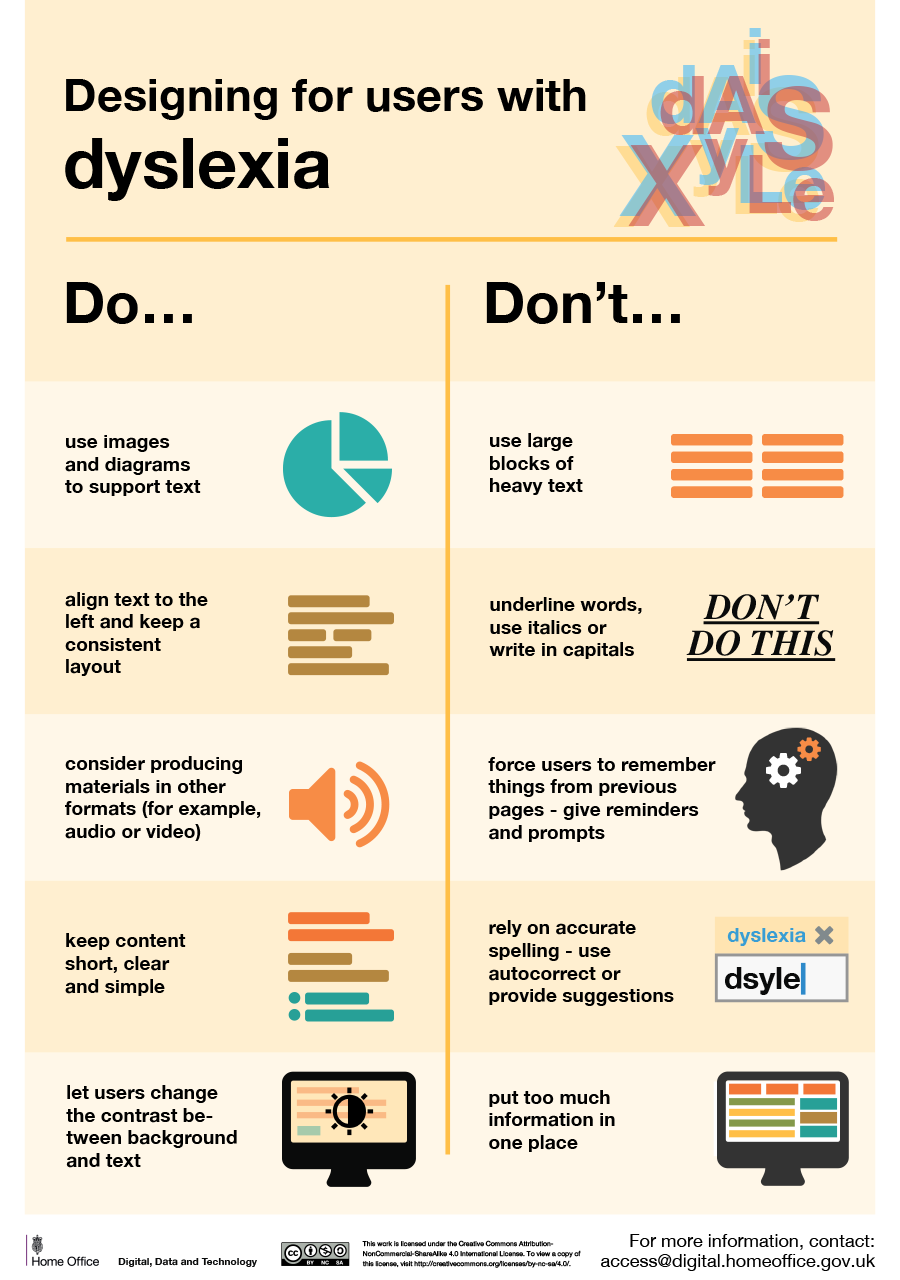 Designing for users with
dyslexia
d A i S
X y L e
Do…
Don’t…
use images
and diagrams
to support text
use large
blocks of
heavy text
align text to the
left and keep a
consistent
layout
underline words,
use italics or
write in capitals
DON’T
DO THIS
consider producing
materials in other
formats (for example,
audio or video)
force users to remember
things from previous
pages - give reminders
and prompts
keep content
short, clear
and simple
rely on accurate
spelling - use
autocorrect or
provide suggestions
dyslexia
dsyle
let users change
the contrast be-
tween background
and text
put too much
information in
one place
Home Office
Digital, Data and Technology
cc
BY NC SA
This work is licensed under the Creative Commons Attribution-
NonCommercial-ShareAlike 4.0 International License. To view a copy of
this license, visit http://creativecommons.org/licenses/by-nc-sa/4.0/.
For more information, contact:
access@digital.homeoffice.gov.uk